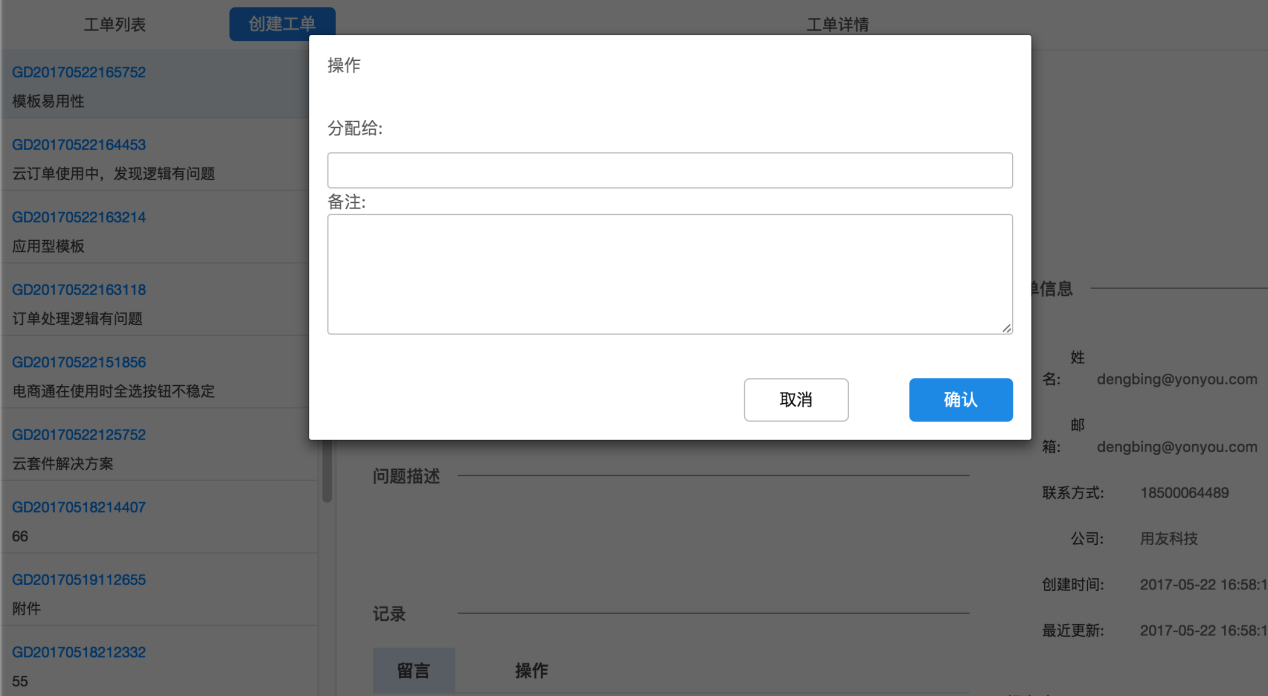 工单列表
创建工单
工单详情
GD20170522165752
模板易用性
GD20170522164453
云订单使用中，发现逻辑有问题
GD20170522163214
应用型模板
GD20170522163118
订单处理逻辑有问题
GD20170522151856
电商通在使用时全选按钮不稳定
GD20170522125752
云套件解决方案
GD20170518214407
66
GD20170519112655
附件
GD20170518212332
55
操作
分配给:
备注:
取消
确认
问题描述
记录
留言
操作
单信息
姓
名:
dengbing@yonyou.com
邮
箱:
dengbing@yonyou.com
联系方式:
18500064489
公司:
用友科技
创建时间:
2017-05-22 16:58:1
最近更新:
2017-05-22 16:58:1